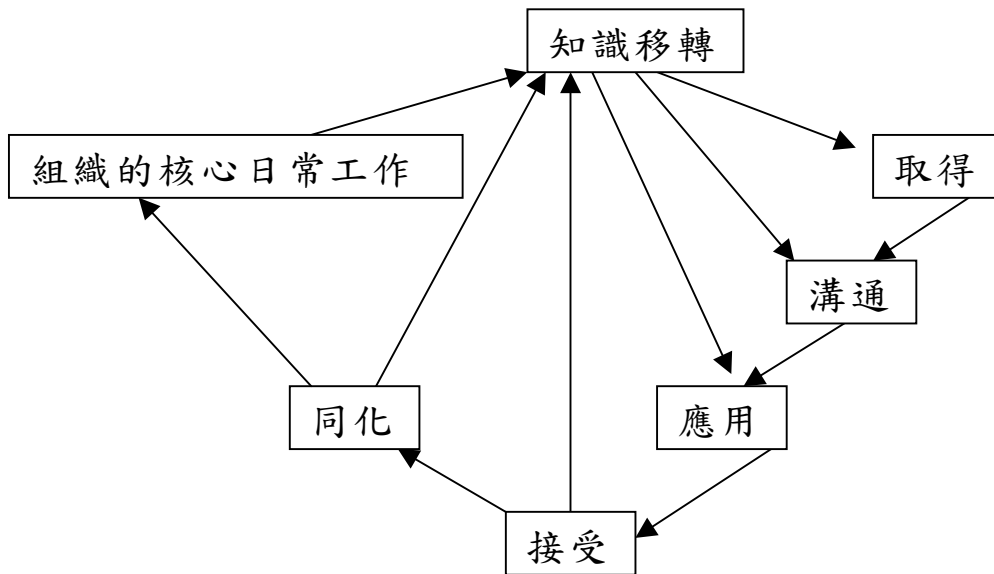 知識移轉
組織的核心日常工作
取得
溝通
同化
應用
接受